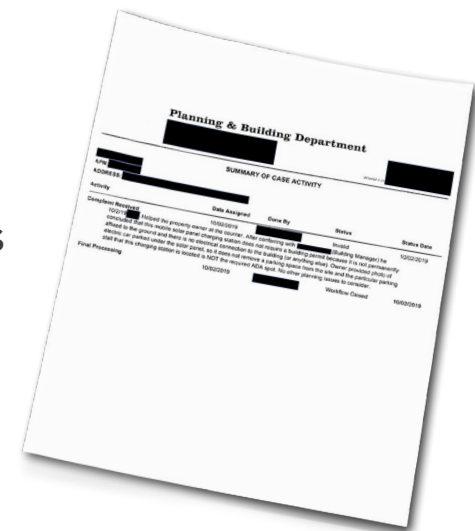 s
Planning & Building Department
SUMMARY OF CASE ACTIVITY
APN:
ADDRESS:
Activity Date Assigned Done By Status Status Date
Complaint Received 10/02/2019 Invalid 10/02/2019
10/2/19 Helped the property owner at the counter. After conferring with (Building Manager) he
concluded that this mobile solar panel charging station does not require a building permit because it is not permanently
affixed to the ground and there is no electrical connection to the building (or anything else). Owner provided photo of
electric car parked under the solar panel, so it does not remove a parking space from the site and the particular parking
stall that this charging station is located is NOT the required ADA spot. No other planning issues to consider.
Final Processing 10/02/2019 Workflow Closed 10/02/2019